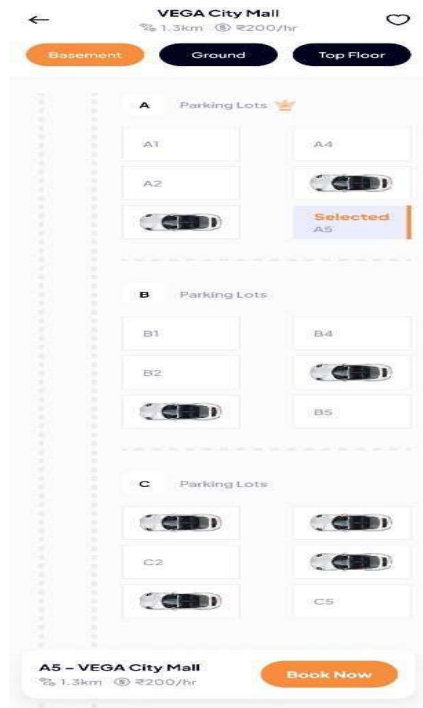 VEGA City Mall
1.3km ₹200/hr
Basement Ground Top Floor
A Parking Lots
A1 A4
A2
Selected
A5
B Parking Lots
B1 B4
B2
B5
C Parking Lots
C2
C5
A5 – VEGA City Mall
1.3km ₹200/hr
Book Now